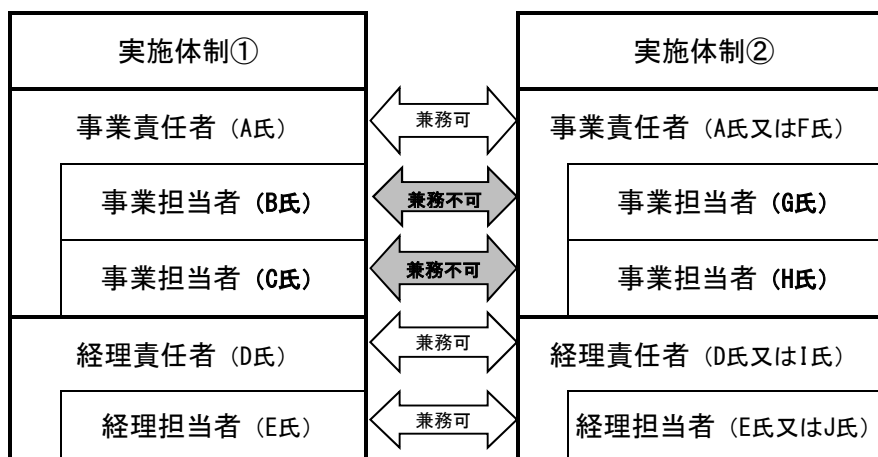 実施体制①
実施体制②
事業責任者（A氏）
兼務可
事業責任者（A氏又はF氏）
事業担当者（B氏）
兼務不可
事業担当者（G氏）
事業担当者（C氏）
兼務不可
事業担当者（H氏）
経理責任者（D氏）
兼務可
経理責任者（D氏又はI氏）
経理担当者（E氏）
兼務可
経理担当者（E氏又はJ氏）